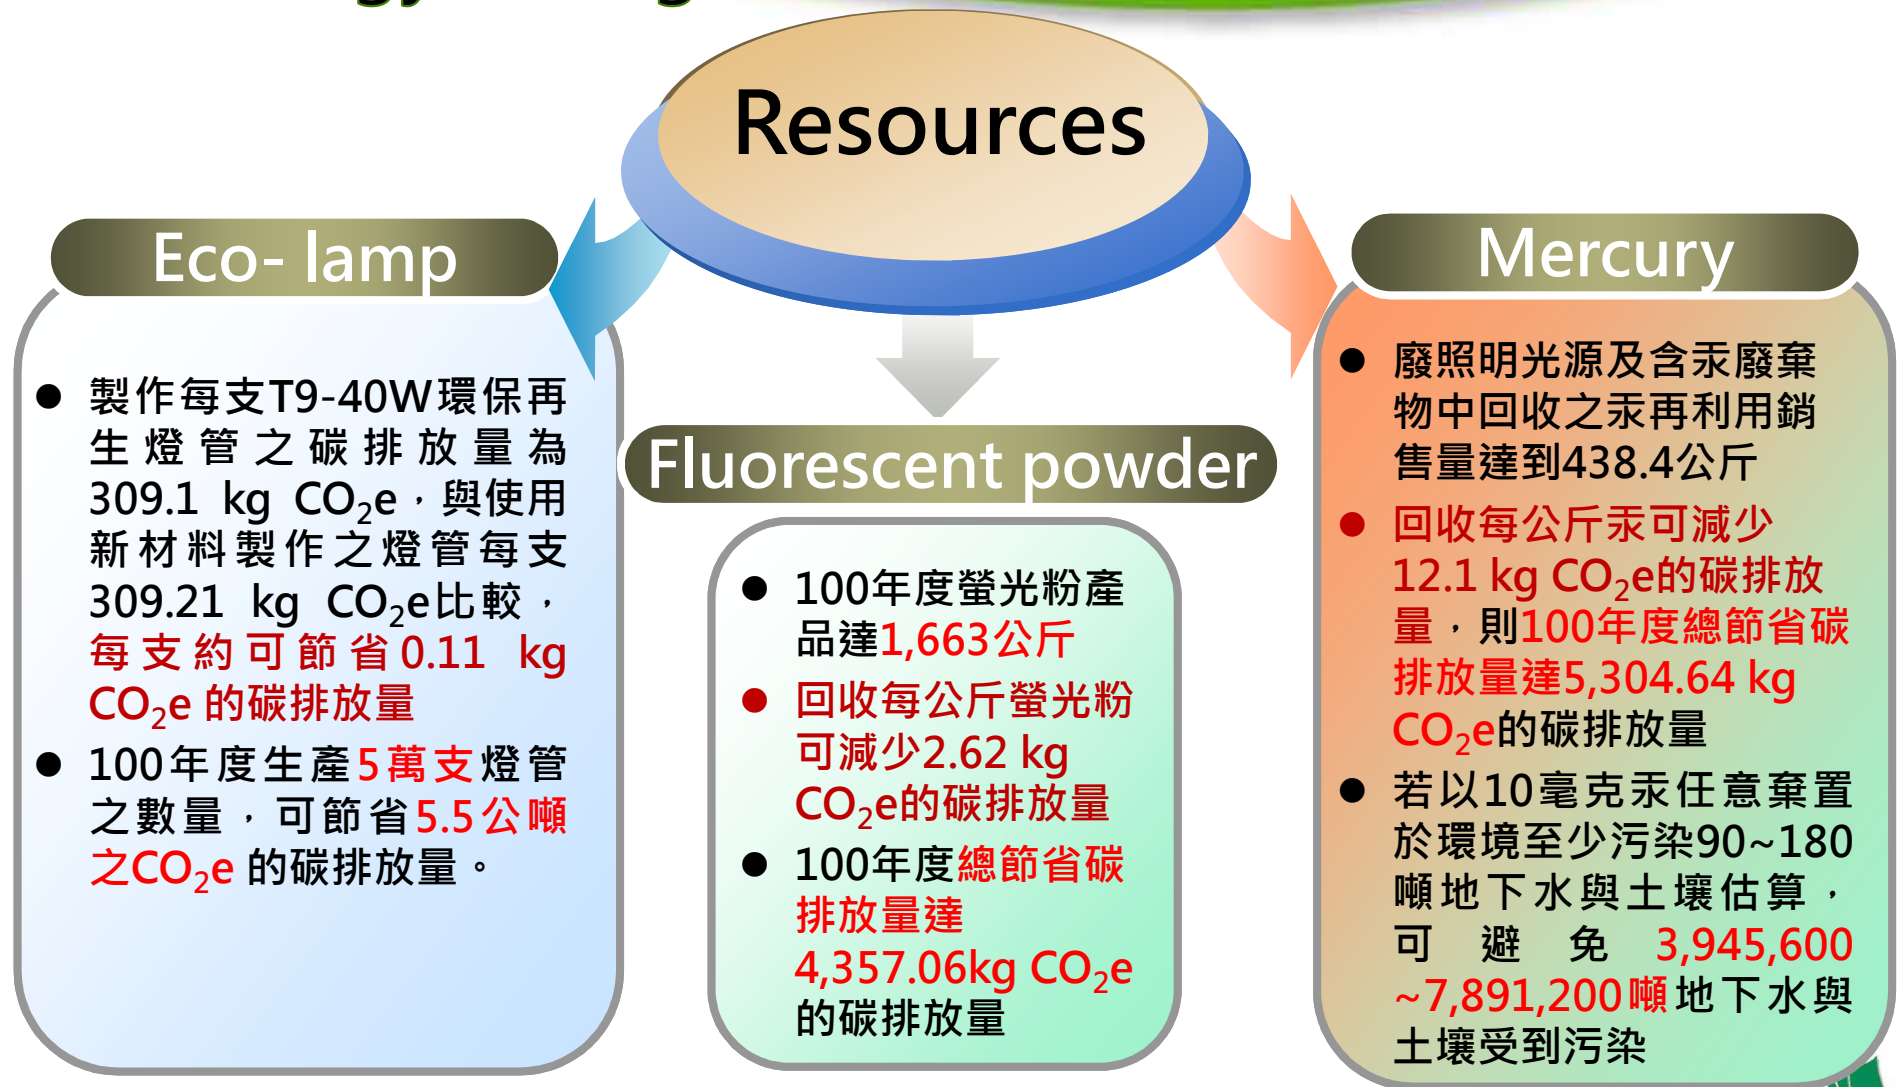 Resources
Eco- lamp
製作每支T9-40W環保再
生燈管之碳排放量為
309.1 kg CO₂e，與使用
新材料製作之燈管每支
309.21 kg CO₂e比較，
每支約可節省0.11 kg
CO₂e 的碳排放量
100年度生產5萬支燈管
之數量，可節省5.5公噸
之CO₂e 的碳排放量。
Fluorescent powder
100年度螢光粉產
品達1,663公斤
回收每公斤螢光粉
可減少2.62 kg
CO₂e的碳排放量
100年度總節省碳
排放量達
4,357.06kg CO₂e
的碳排放量
Mercury
廢照明光源及含汞廢棄
物中回收之汞再利用銷
售量達到438.4公斤
回收每公斤汞可減少
12.1 kg CO₂e的碳排放
量，則100年度總節省碳
排放量達5,304.64 kg
CO₂e的碳排放量
若以10毫克汞任意棄置
於環境至少污染90~180
噸地下水與土壤估算，
可避免3,945,600
~7,891,200噸地下水與
土壤受到污染